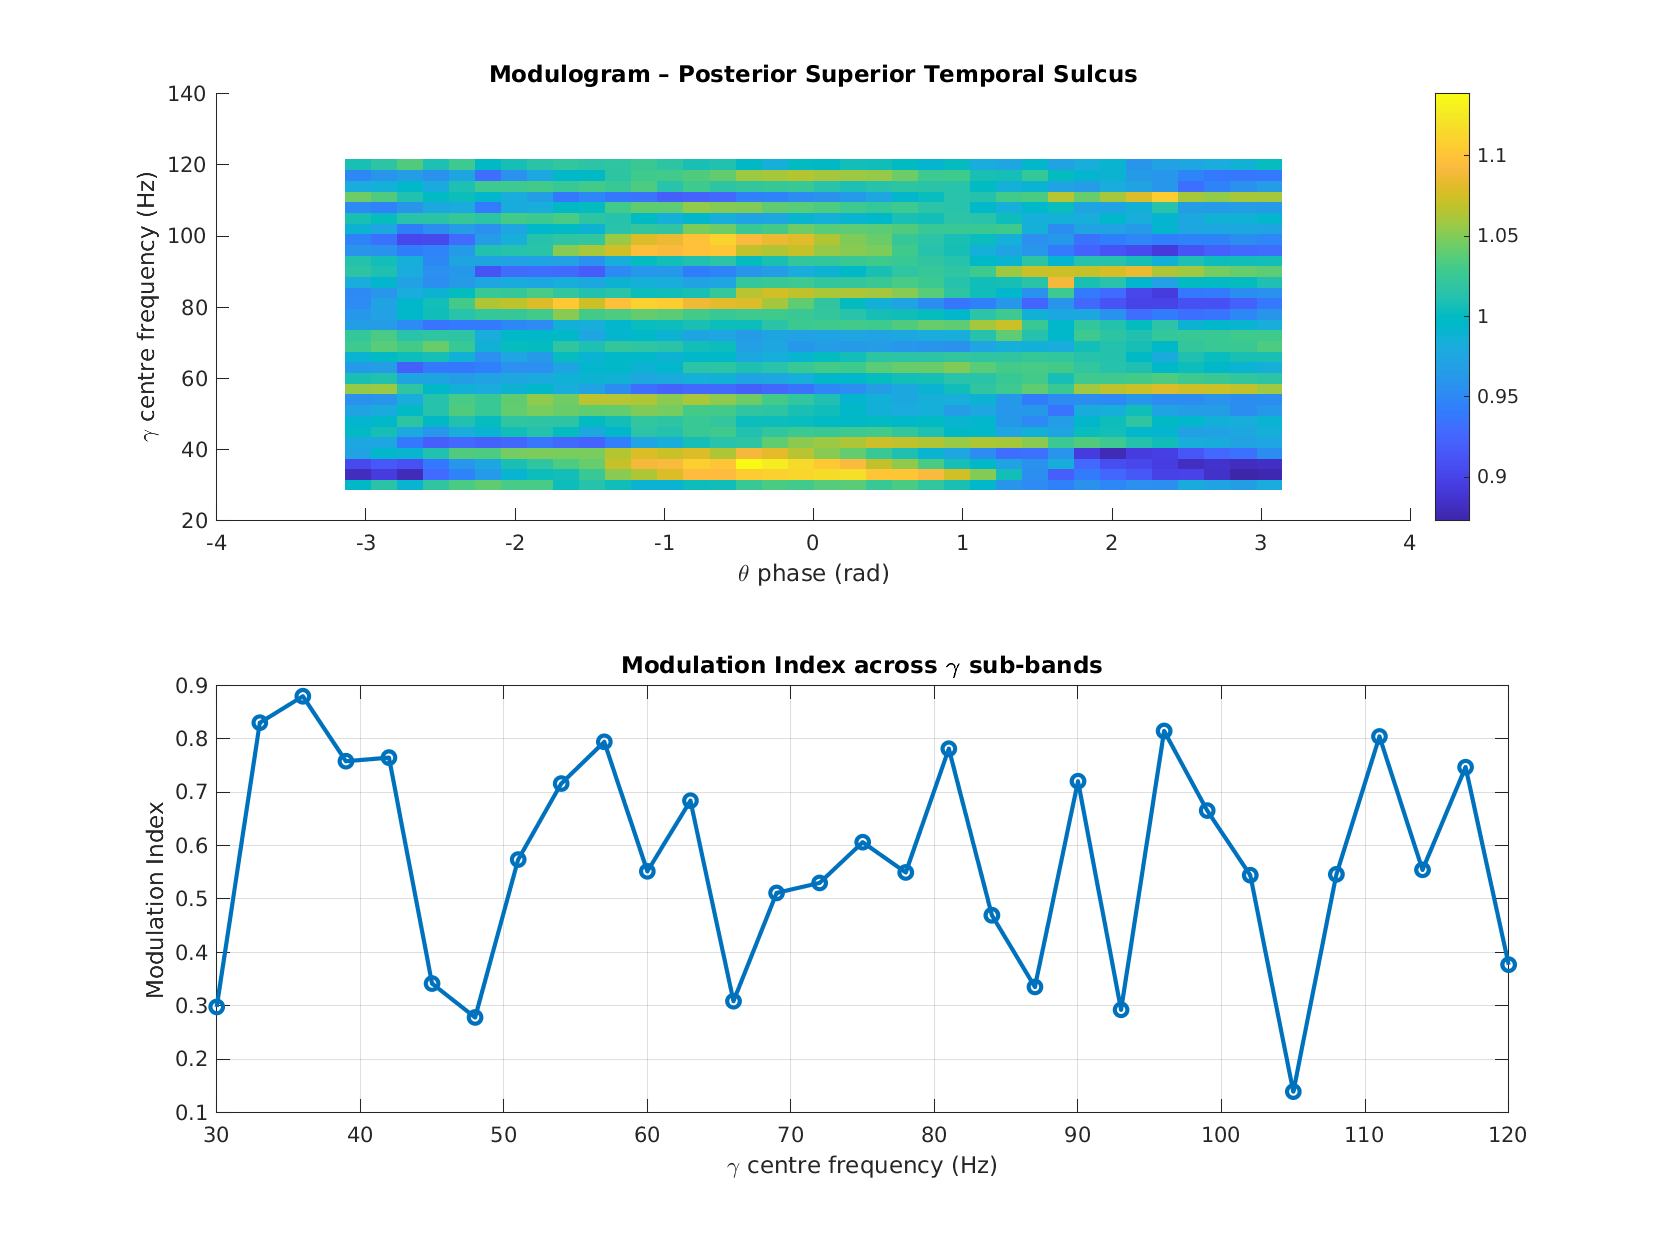 Modulogram – Posterior Superior Temporal Sulcus
140
120
100
80
60
40
20
γ centre frequency (Hz)
-4 -3 -2 -1 0 1 2 3 4
θ phase (rad)
1.1
1.05
1
0.95
0.9
Modulation Index across γ sub-bands
0.9
0.8
0.7
0.6
0.5
0.4
0.3
0.2
0.1
Modulation Index
30 40 50 60 70 80 90 100 110 120
γ centre frequency (Hz)